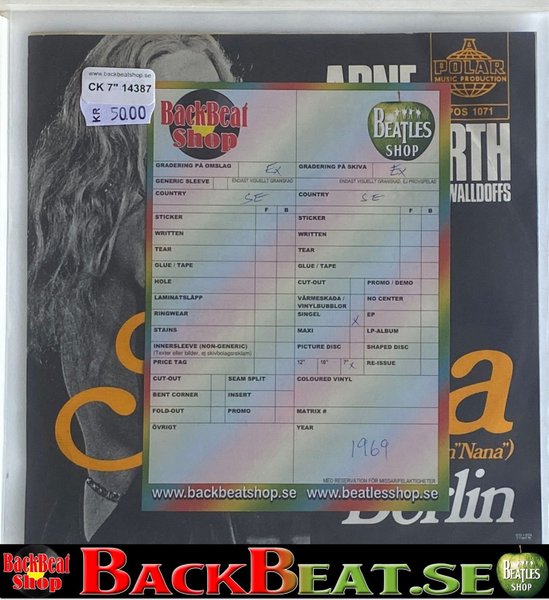 www.backbeatshop.se
CK 7" 14387
KR 50.00
ARNE
A
POLAR
MUSIC PRODUCTION
POS 1071
RTH
WALLDOFFS
BackBeat
Shop
BEATLES
SHOP
GRADERING PÅ OMSLAG Ex
GRADERING PÅ SKIVA Ex
GENERIC SLEEVE ENDAST VISUELLT GRANSKAD
ENDAST VISUELLT GRANSKAD, EJ PROVSPELAD
COUNTRY SE
COUNTRY SE
F B
F B
STICKER
STICKER
WRITTEN
WRITTEN
TEAR
TEAR
GLUE / TAPE
GLUE / TAPE
HOLE
CUT-OUT PROMO / DEMO
LAMINATSLÄPP
VÄRMESKADA /
VINYLBUBBLOR
NO CENTER
RINGWEAR
SINGEL x EP
STAINS
MAXI LP-ALBUM
INNERSLEEVE (NON-GENERIC)
(Texter eller bilder, ej skivbolagsreklam)
PICTURE DISC SHAPED DISC
PRICE TAG
12" 10" 7" x RE-ISSUE
CUT-OUT SEAM SPLIT
COLOURED VINYL
BENT CORNER INSERT
FOLD-OUT PROMO
MATRIX #
ÖVRIGT
YEAR
1969
MED RESERVATION FÖR MISSAR/FELAKTIGHETER
www.backbeatshop.se www.beatlesshop.se
a
"Nana")
Berlin
BackBeat
Shop
BACKBEAT.SE
BEATLES
SHOP